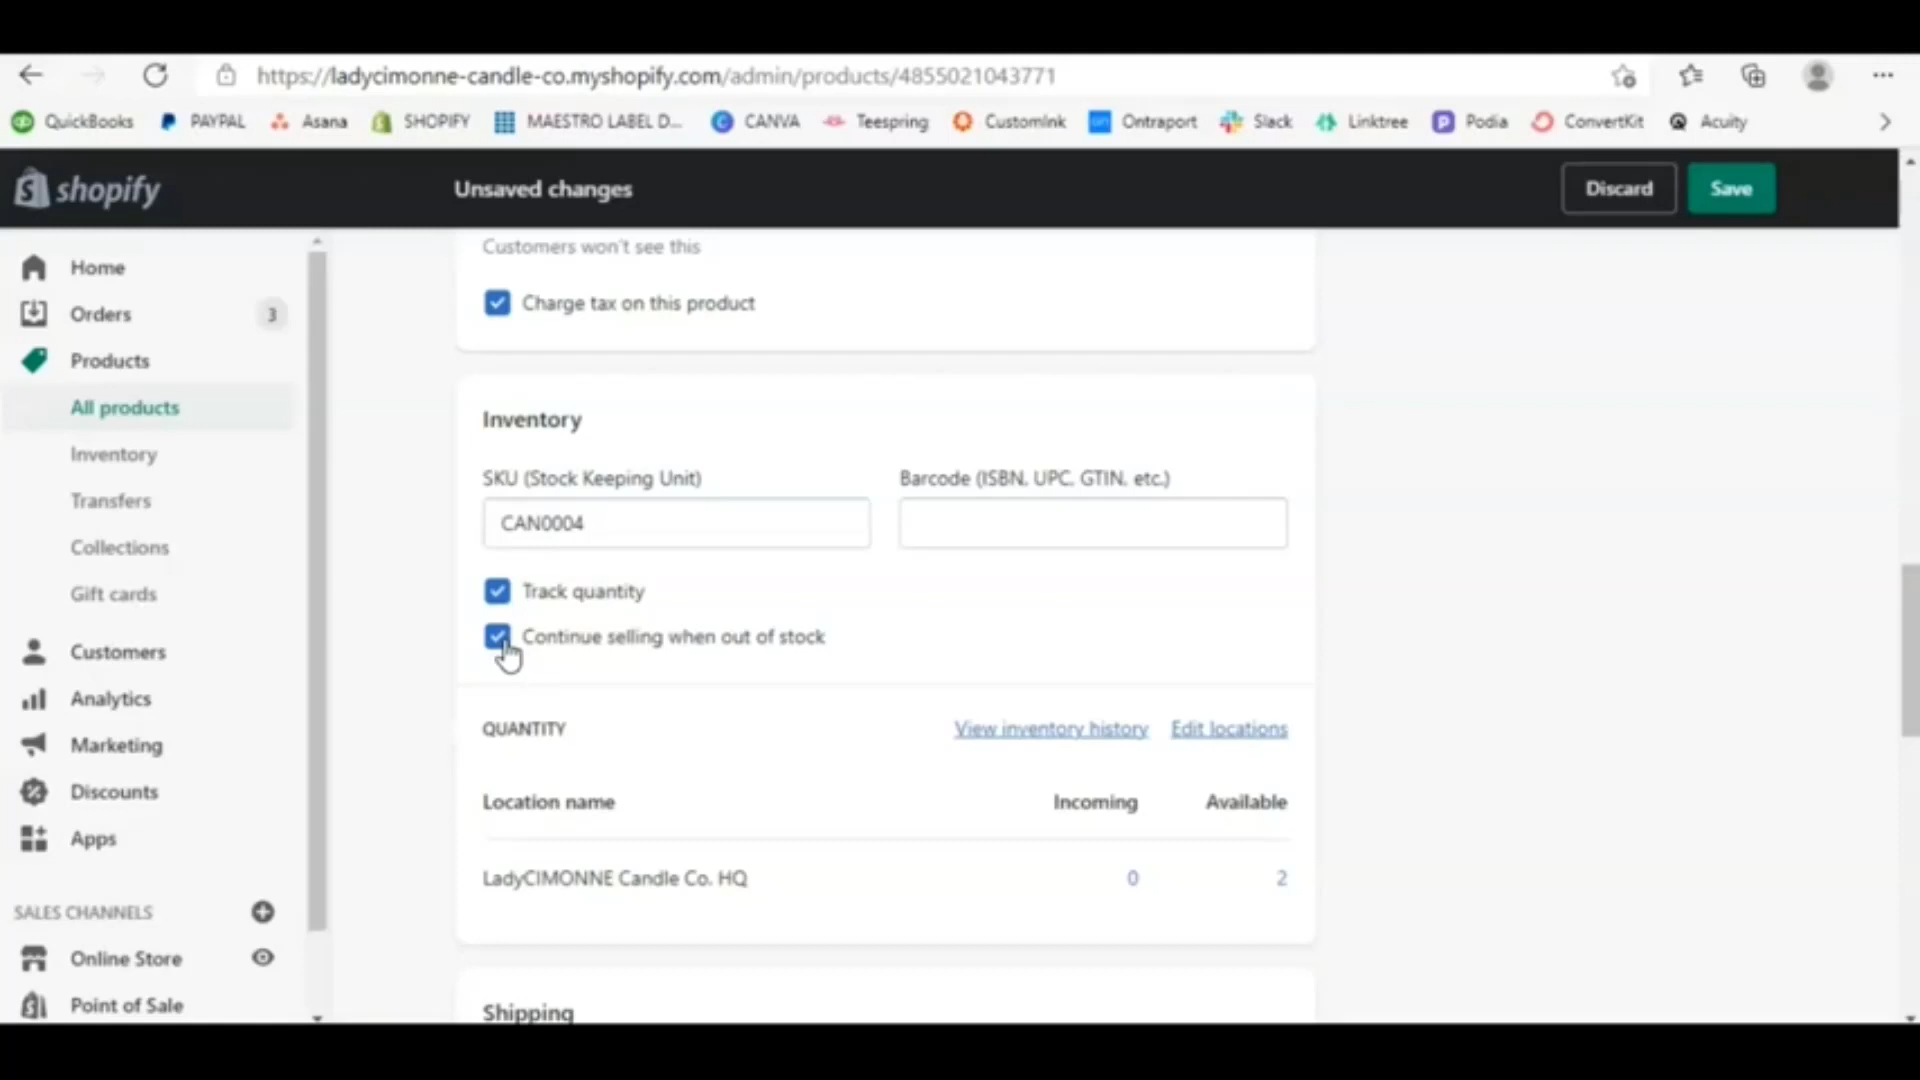 https://ladycimonne-candle-co.myshopify.com/admin/products/4855021043771
QuickBooks PAYPAL Asana SHOPIFY MAESTRO LABEL D... CANVA Teespring CustomInk Ontraport Slack Linktree Podia ConvertKit Acuity
shopify Unsaved changes Discard Save
Home
Orders 3
Products
All products
Inventory
Transfers
Collections
Gift cards
Customers
Analytics
Marketing
Discounts
Apps
SALES CHANNELS
Online Store
Point of Sale
Customers won't see this
Charge tax on this product
Inventory
SKU (Stock Keeping Unit) Barcode (ISBN, UPC, GTIN, etc.)
CAN0004
Track quantity
Continue selling when out of stock
QUANTITY View inventory history Edit locations
Location name Incoming Available
LadyCIMONNE Candle Co. HQ 0 2
Shipping